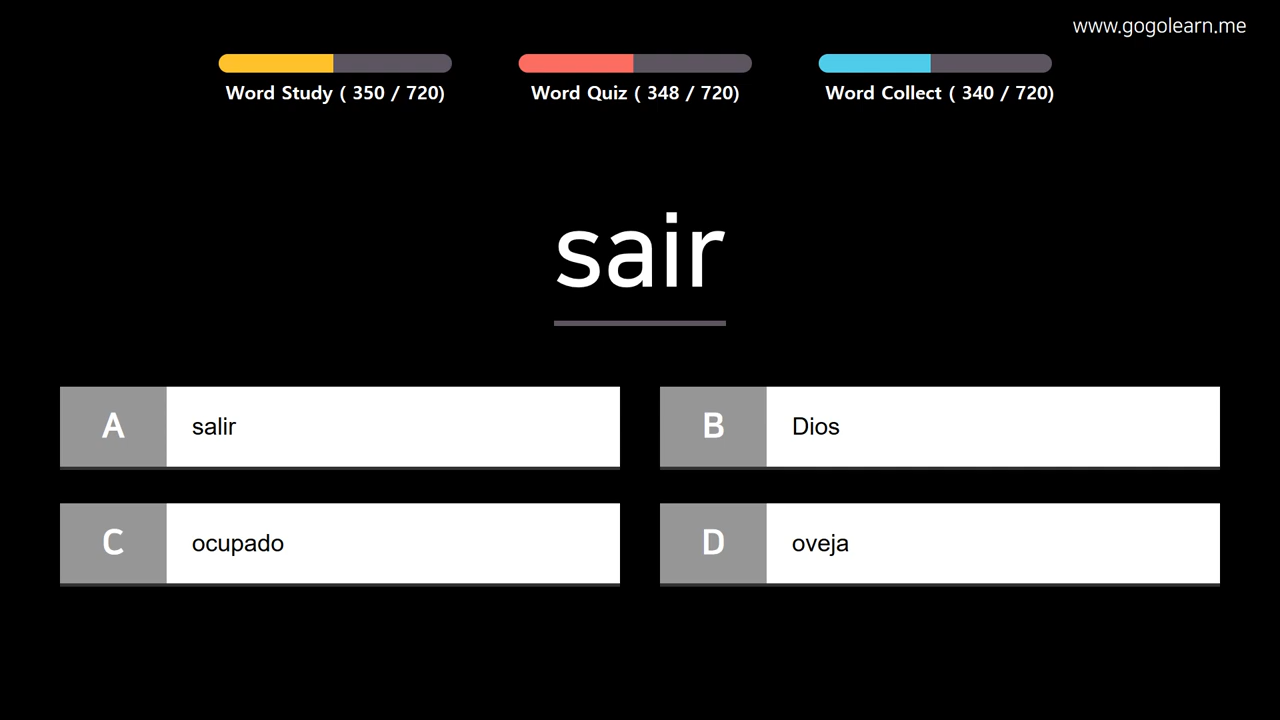 www.gogolearn.me
Word Study ( 350 / 720)
Word Quiz ( 348 / 720)
Word Collect ( 340 / 720)
sair
A salir
B Dios
C ocupado
D oveja